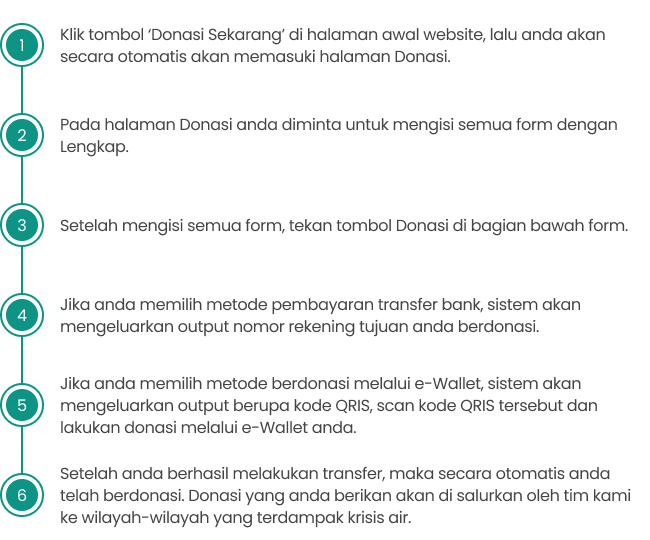 1
Klik tombol ‘Donasi Sekarang’ di halaman awal website, lalu anda akan
secara otomatis akan memasuki halaman Donasi.
2
Pada halaman Donasi anda diminta untuk mengisi semua form dengan
Lengkap.
3
Setelah mengisi semua form, tekan tombol Donasi di bagian bawah form.
4
Jika anda memilih metode pembayaran transfer bank, sistem akan
mengeluarkan output nomor rekening tujuan anda berdonasi.
5
Jika anda memilih metode berdonasi melalui e-Wallet, sistem akan
mengeluarkan output berupa kode QRIS, scan kode QRIS tersebut dan
lakukan donasi melalui e-Wallet anda.
6
Setelah anda berhasil melakukan transfer, maka secara otomatis anda
telah berdonasi. Donasi yang anda berikan akan di salurkan oleh tim kami
ke wilayah-wilayah yang terdampak krisis air.